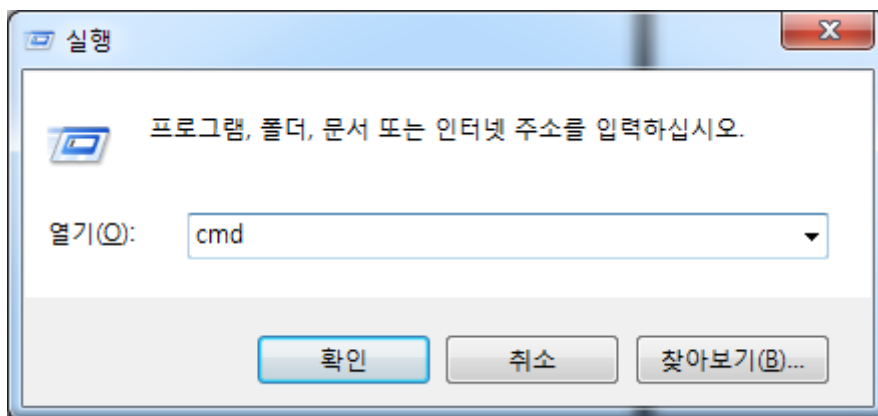 실행
프로그램, 폴더, 문서 또는 인터넷 주소를 입력하십시오.
열기(O): cmd
확인 취소 찾아보기(B)...